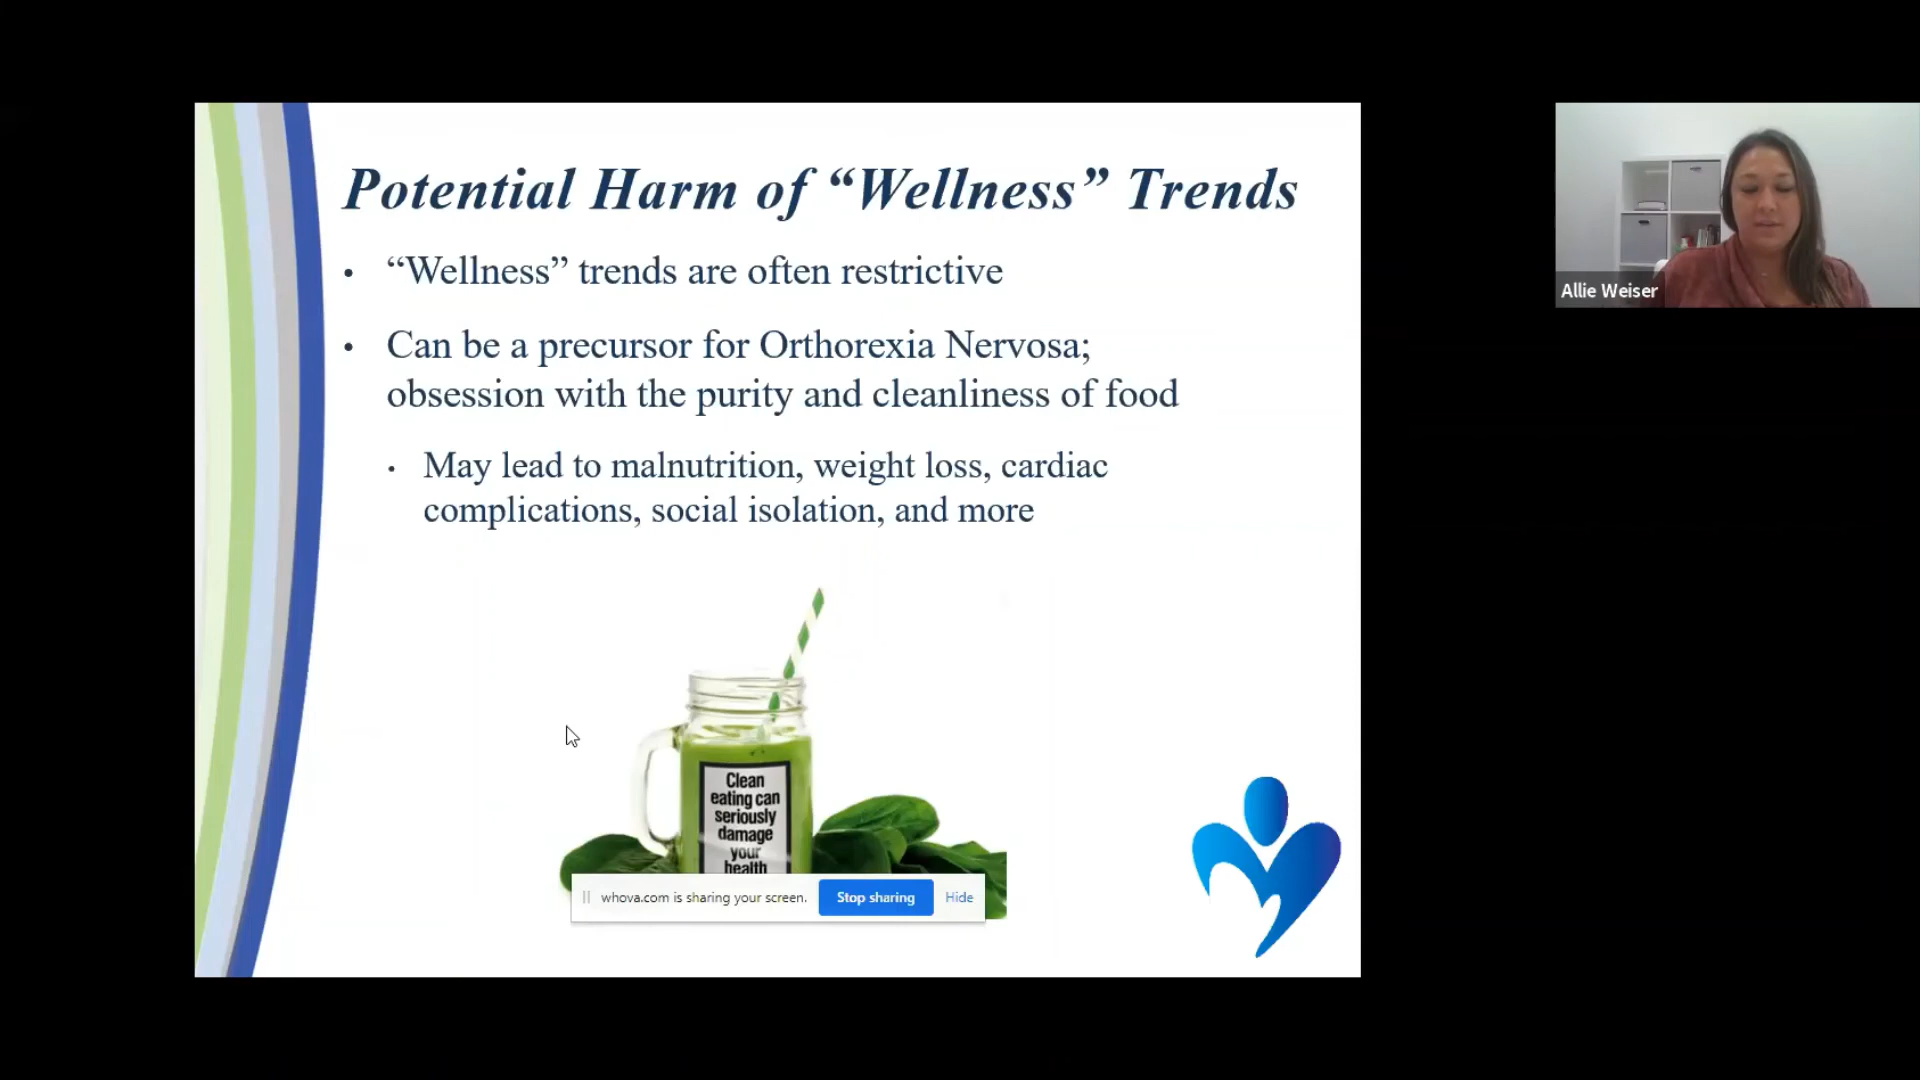 Potential Harm of “Wellness” Trends
• “Wellness” trends are often restrictive
• Can be a precursor for Orthorexia Nervosa;
obsession with the purity and cleanliness of food
• May lead to malnutrition, weight loss, cardiac
complications, social isolation, and more
Clean
eating can
seriously
damage
your
health
whova.com is sharing your screen.
Stop sharing
Hide
Allie Weiser